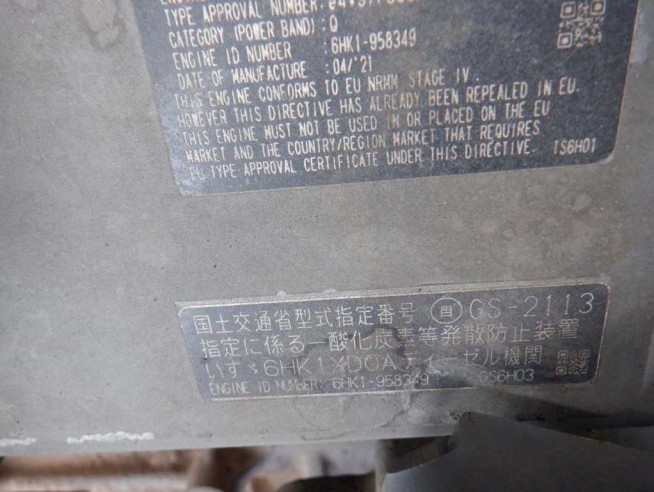 TYPE APPROVAL NUMBER:
CATEGORY (POWER BAND) :Q
ENGINE ID NUMBER :6HK1-958349
DATE OF MANUFACTURE :04/'21
THIS ENGINE CONFORMS TO EU NRMM STAGE IV.
HOWEVER THIS DIRECTIVE HAS ALREADY BEEN REPEALED IN EU.
THIS ENGINE MUST NOT BE USED IN OR PLACED ON THE EU
MARKET AND THE COUNTRY/REGION MARKET THAT REQUIRES
EU TYPE APPROVAL CERTIFICATE UNDER THIS DIRECTIVE. TS6H01
国土交通省型式指定番号 GS-2113
指定に係る一酸化炭素等発散防止装置
いすゞ6HK1XDQAディーゼル機関
ENGINE ID NUMBER: 6HK1-958349 GS6H03